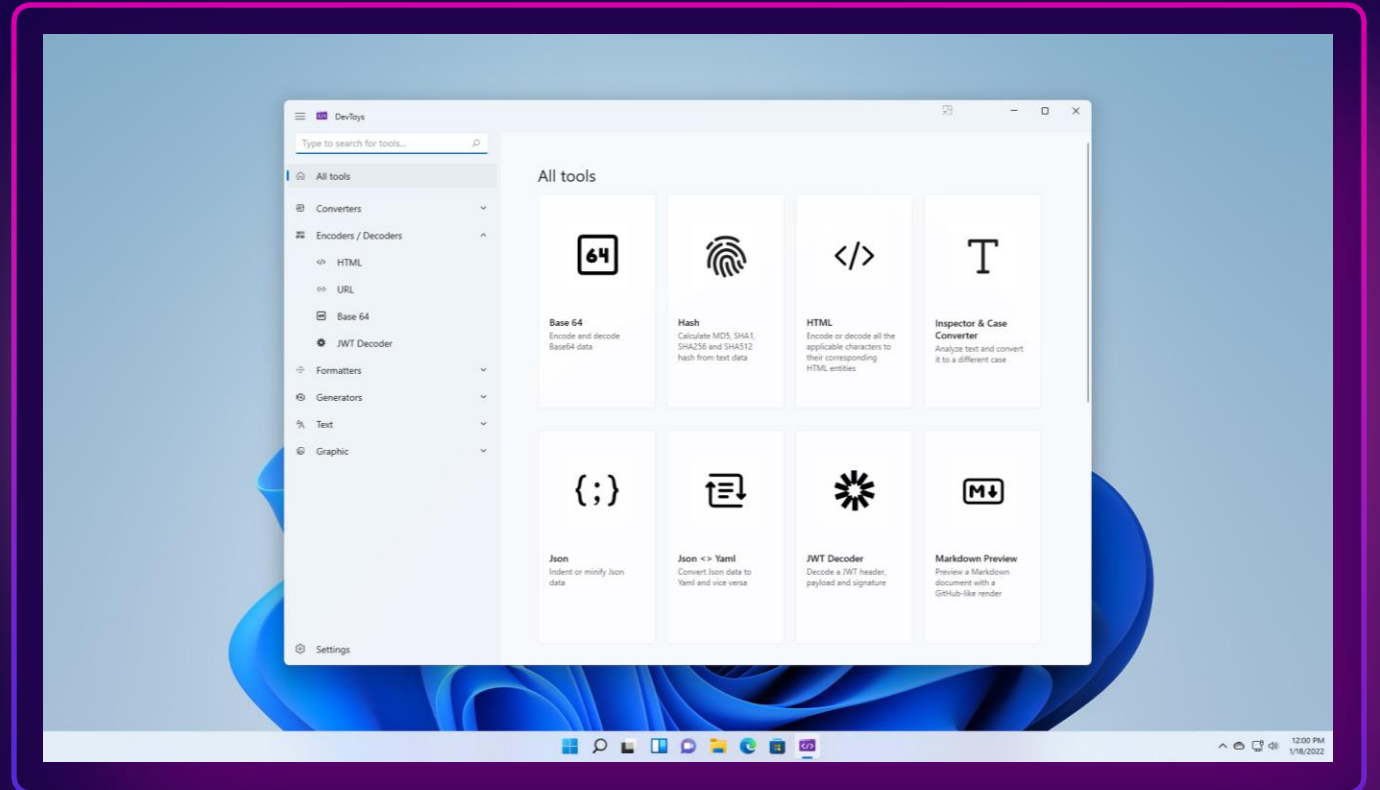 DevToys
Type to search for tools...
All tools
Converters
Encoders / Decoders
HTML
URL
Base 64
JWT Decoder
Formatters
Generators
Text
Graphic
Settings
All tools
64
Base 64
Encode and decode
Base64 data
Hash
Calculate MD5, SHA1,
SHA256 and SHA512
hash from text data
</>
HTML
Encode or decode all the
applicable characters to
their corresponding
HTML entities
T
Inspector & Case
Converter
Analyze text and convert
it to a different case
{;}
Json
Indent or minify Json
data
Json <> Yaml
Convert Json data to
Yaml and vice versa
JWT Decoder
Decode a JWT header,
payload and signature
M
Markdown Preview
Preview a Markdown
document with a
GitHub-like render
12:00 PM
1/18/2022